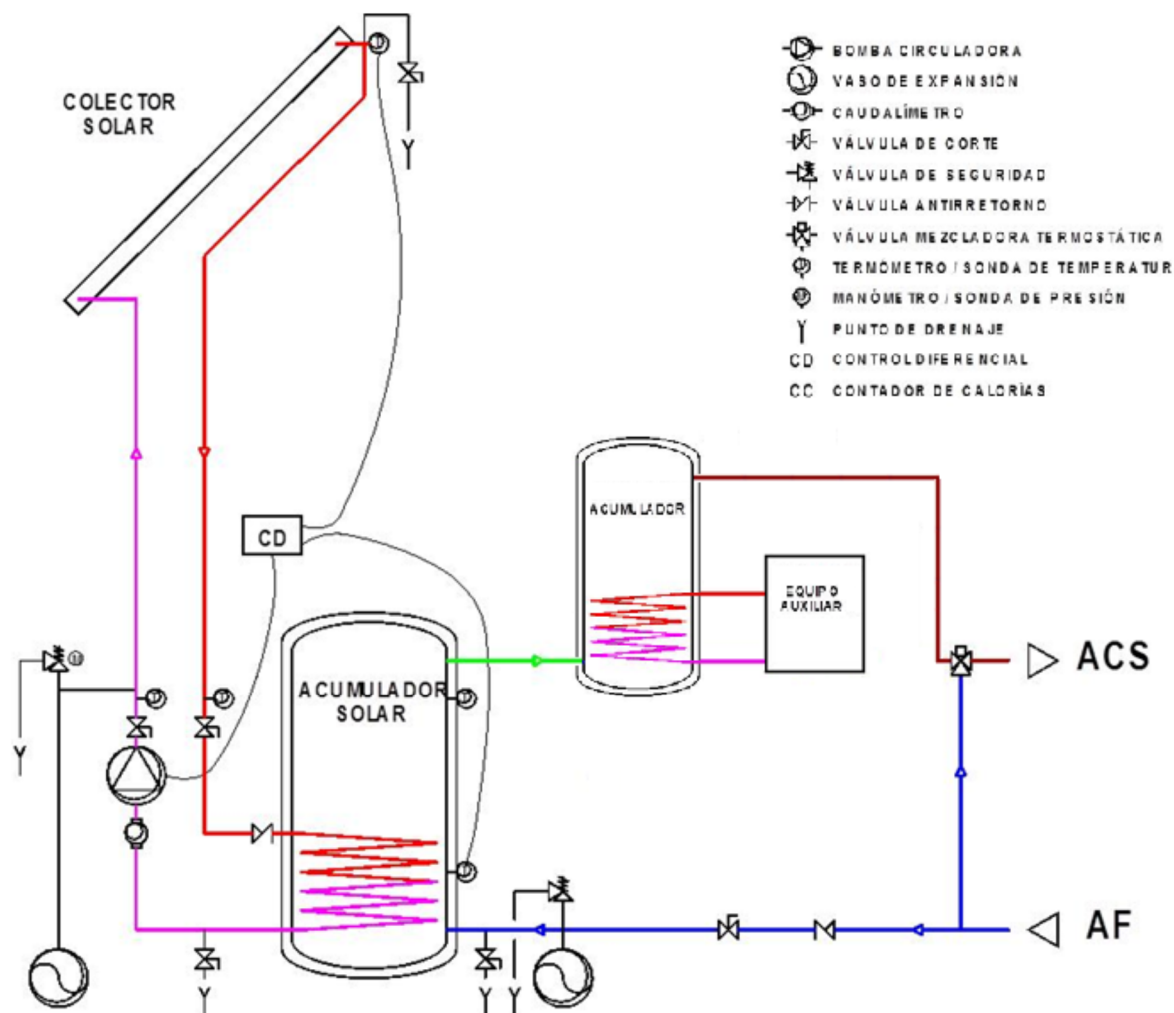 COLECTOR
SOLAR
BOMBA CIRCULADORA
VASO DE EXPANSIÓN
CAUDALÍMETRO
VÁLVULA DE CORTE
VÁLVULA DE SEGURIDAD
VÁLVULA ANTIRRETORNO
VÁLVULA MEZCLADORA TERMOSTÁTICA
TERMÓMETRO / SONDA DE TEMPERATUR
MANÓMETRO / SONDA DE PRESIÓN
PUNTO DE DRENAJE
CD CONTROL DIFERENCIAL
CC CONTADOR DE CALORÍAS
ACUMULADOR
CD
EQUIPO
AUXILIAR
ACS
ACUMULADOR
SOLAR
AF